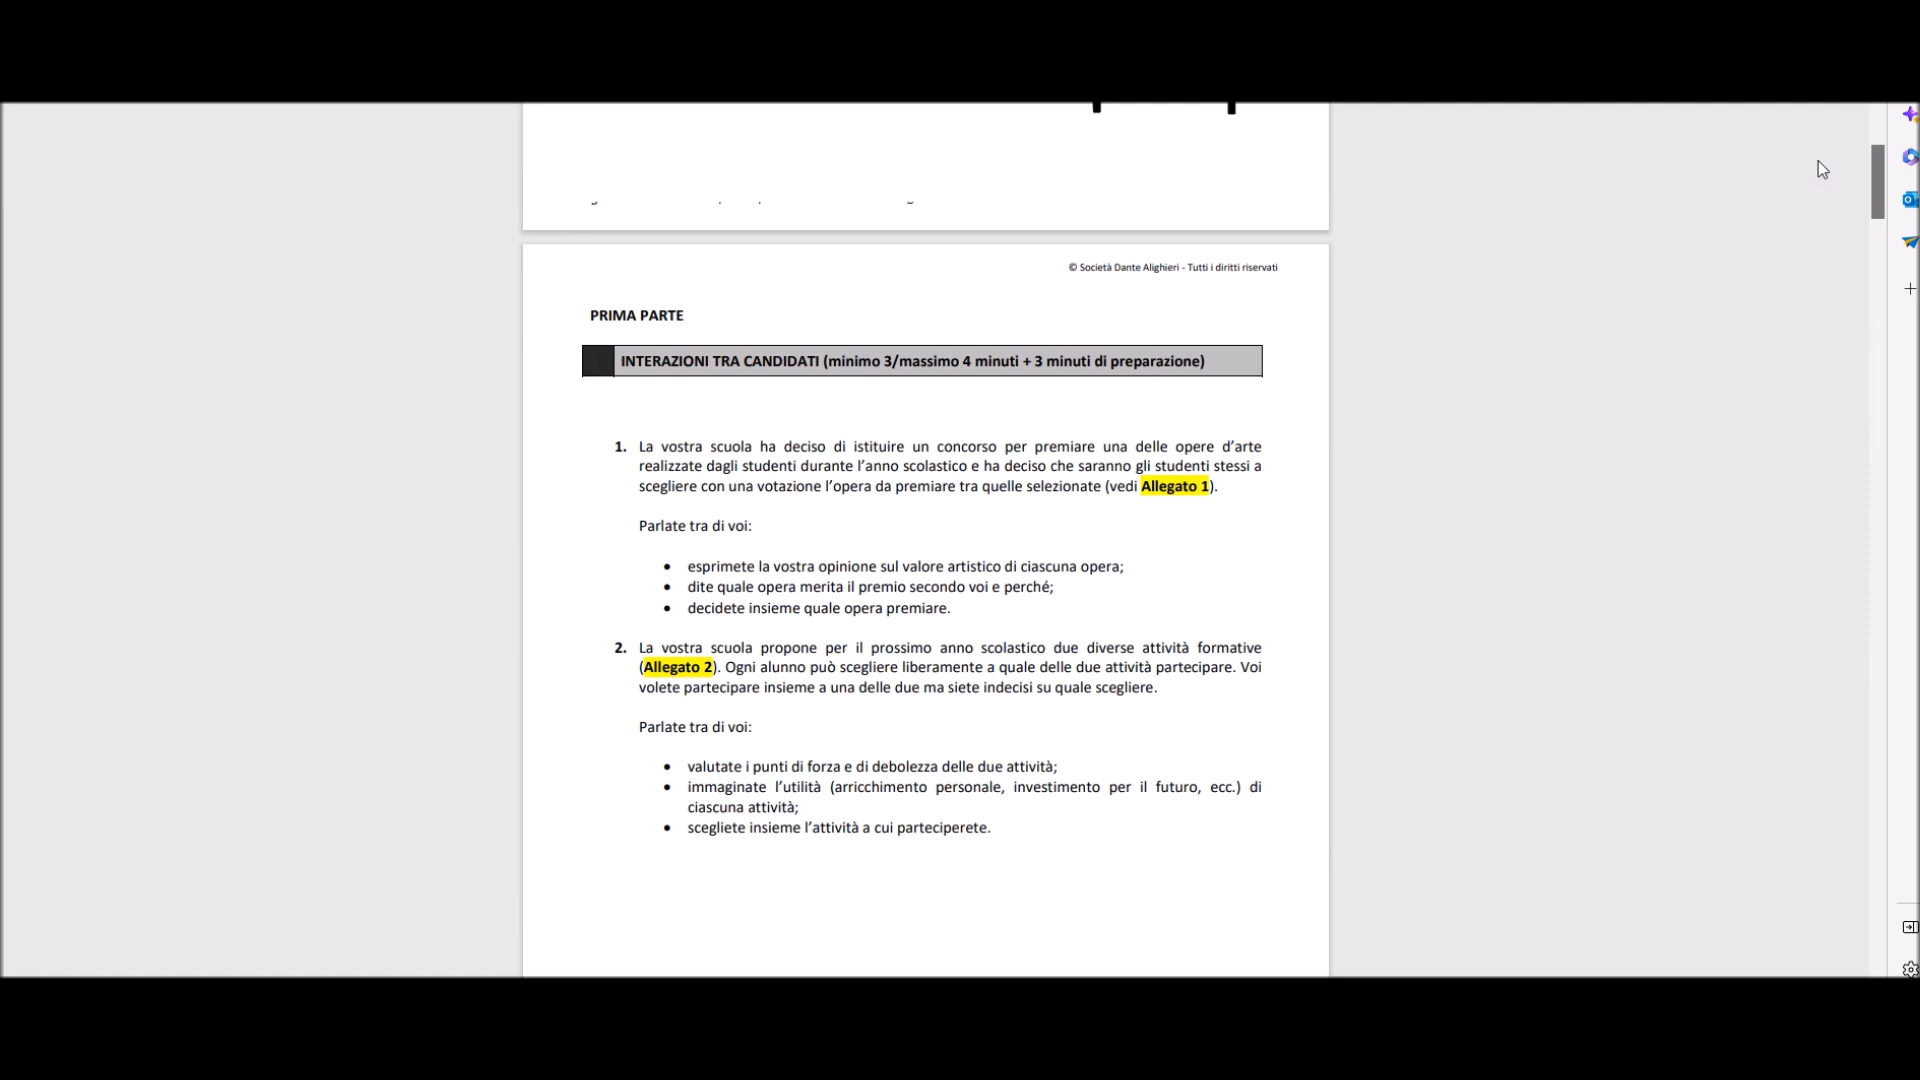 © Società Dante Alighieri - Tutti i diritti riservati
PRIMA PARTE
INTERAZIONI TRA CANDIDATI (minimo 3/massimo 4 minuti + 3 minuti di preparazione)
1. La vostra scuola ha deciso di istituire un concorso per premiare una delle opere d’arte
realizzate dagli studenti durante l’anno scolastico e ha deciso che saranno gli studenti stessi a
scegliere con una votazione l’opera da premiare tra quelle selezionate (vedi Allegato 1).
Parlate tra di voi:
• esprimete la vostra opinione sul valore artistico di ciascuna opera;
• dite quale opera merita il premio secondo voi e perché;
• decidete insieme quale opera premiare.
2. La vostra scuola propone per il prossimo anno scolastico due diverse attività formative
(Allegato 2). Ogni alunno può scegliere liberamente a quale delle due attività partecipare. Voi
volete partecipare insieme a una delle due ma siete indecisi su quale scegliere.
Parlate tra di voi:
• valutate i punti di forza e di debolezza delle due attività;
• immaginate l’utilità (arricchimento personale, investimento per il futuro, ecc.) di
ciascuna attività;
• scegliete insieme l’attività a cui parteciperete.